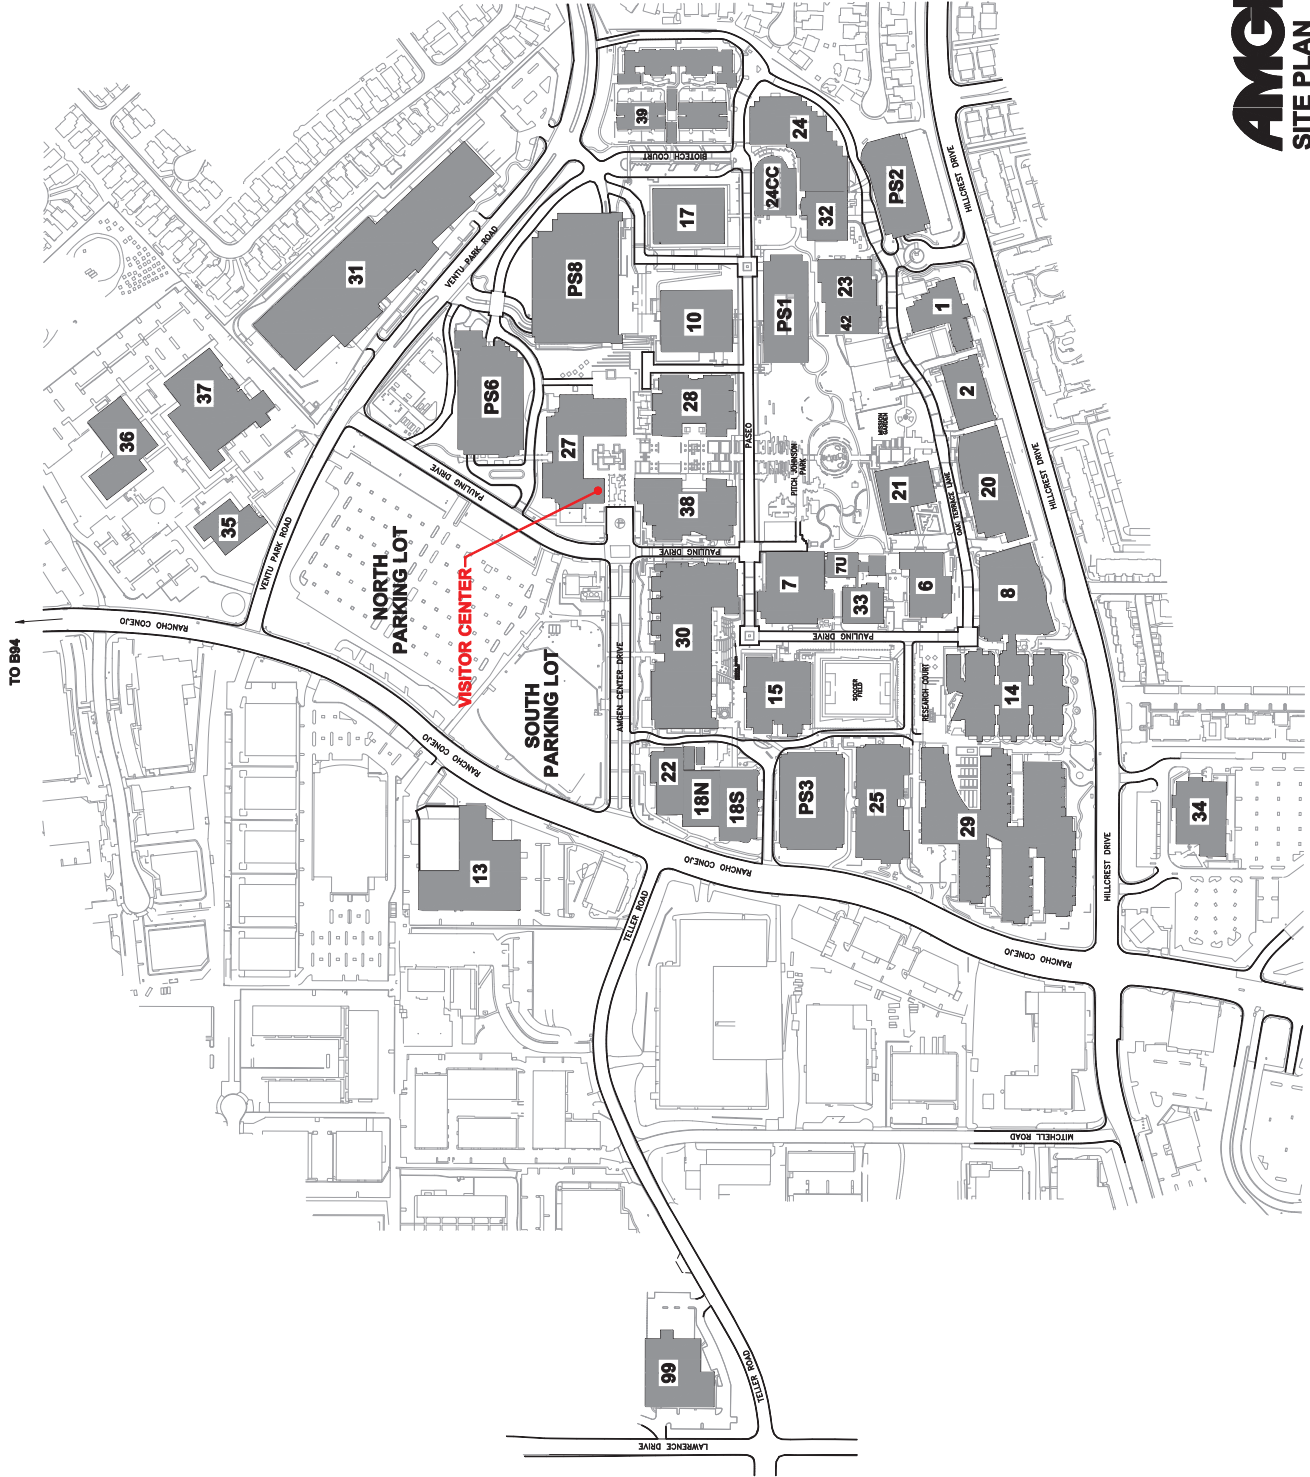 TO B94
AMG
SITE PLAN
RANCHO CONEJO
VENTU PARK ROAD
VENTU PARK ROAD
36
37
35
31
NORTH
PARKING LOT
PAULING DRIVE
PS6
PS8
39
BIOTECH COURT
17
10
28
27
VISITOR CENTER
38
SOUTH
PARKING LOT
AMGEN CENTER DRIVE
PAULING DRIVE
PASEO
24
24CC
32
PS2
HILLCREST DRIVE
PS1
23
42
1
2
PITCH JOHNSON
PARK
MISSION
GARDEN
21
20
OAK TERRACE LANE
HILLCREST DRIVE
30
7
7U
33
6
8
PAULING DRIVE
15
SOCCER
FIELD
RESEARCH COURT
14
RANCHO CONEJO
22
18N
18S
PS3
25
29
34
HILLCREST DRIVE
13
RANCHO CONEJO
TELLER ROAD
RANCHO CONEJO
MITCHELL ROAD
99
TELLER ROAD
LAWRENCE DRIVE